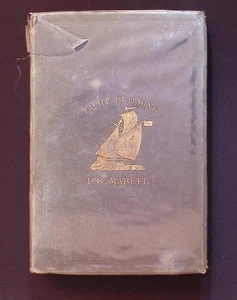 YACHT BUILDING
P. R. MARETT.